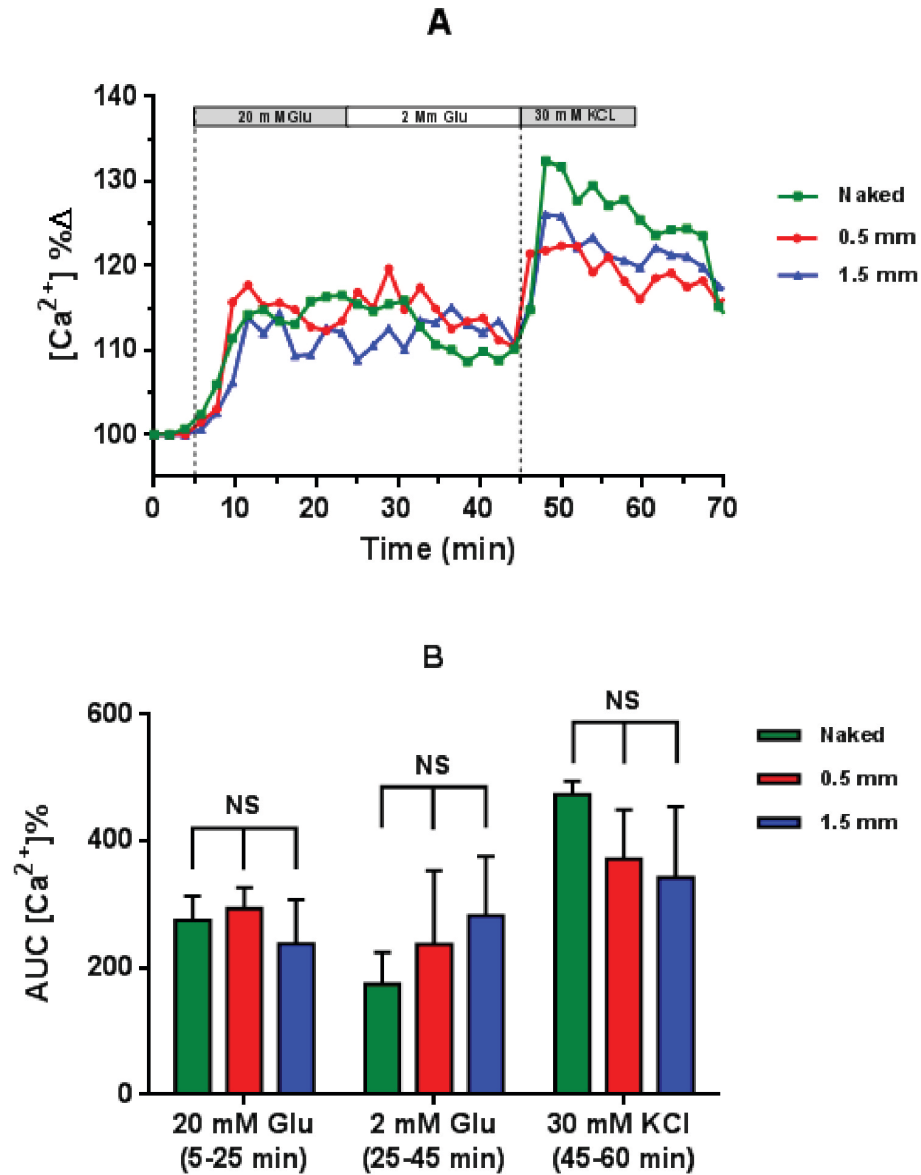 A
140
130
120
110
100
[Ca2+] %Δ
20 mM Glu
2 Mm Glu
30 mM KCL
Naked
0.5 mm
1.5 mm
0 10 20 30 40 50 60 70
Time (min)
B
600
400
200
0
AUC [Ca2+]%
NS
NS
NS
Naked
0.5 mm
1.5 mm
20 mM Glu 2 mM Glu 30 mM KCl
(5-25 min) (25-45 min) (45-60 min)